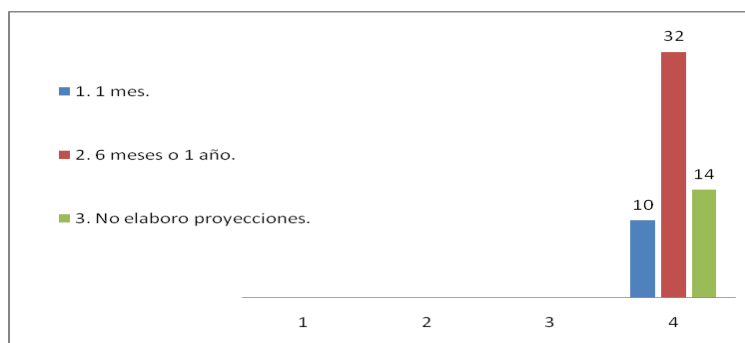 32
1. 1 mes.
2. 6 meses o 1 año.
14
10
3. No elaboro proyecciones.
1 2 3 4